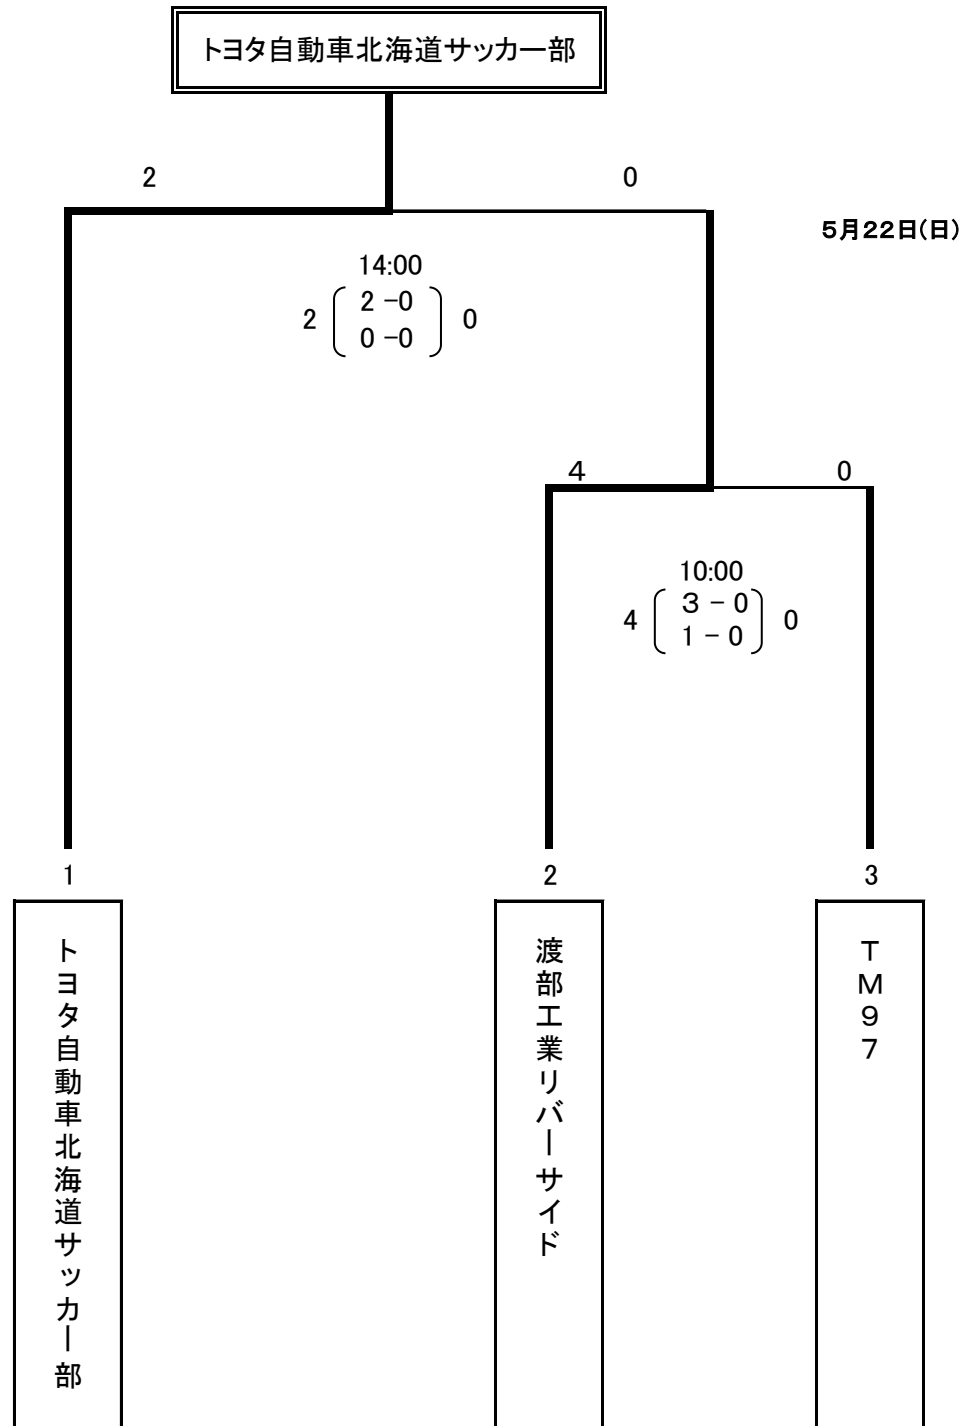 トヨタ自動車北海道サッカー部
2
0
5月22日(日)
14:00
2 2 -0 0
0 -0
4
0
10:00
4 3 - 0 0
1 - 0
1
2
3
トヨタ自動車北海道サッカー部
渡部工業リバーサイド
TM97